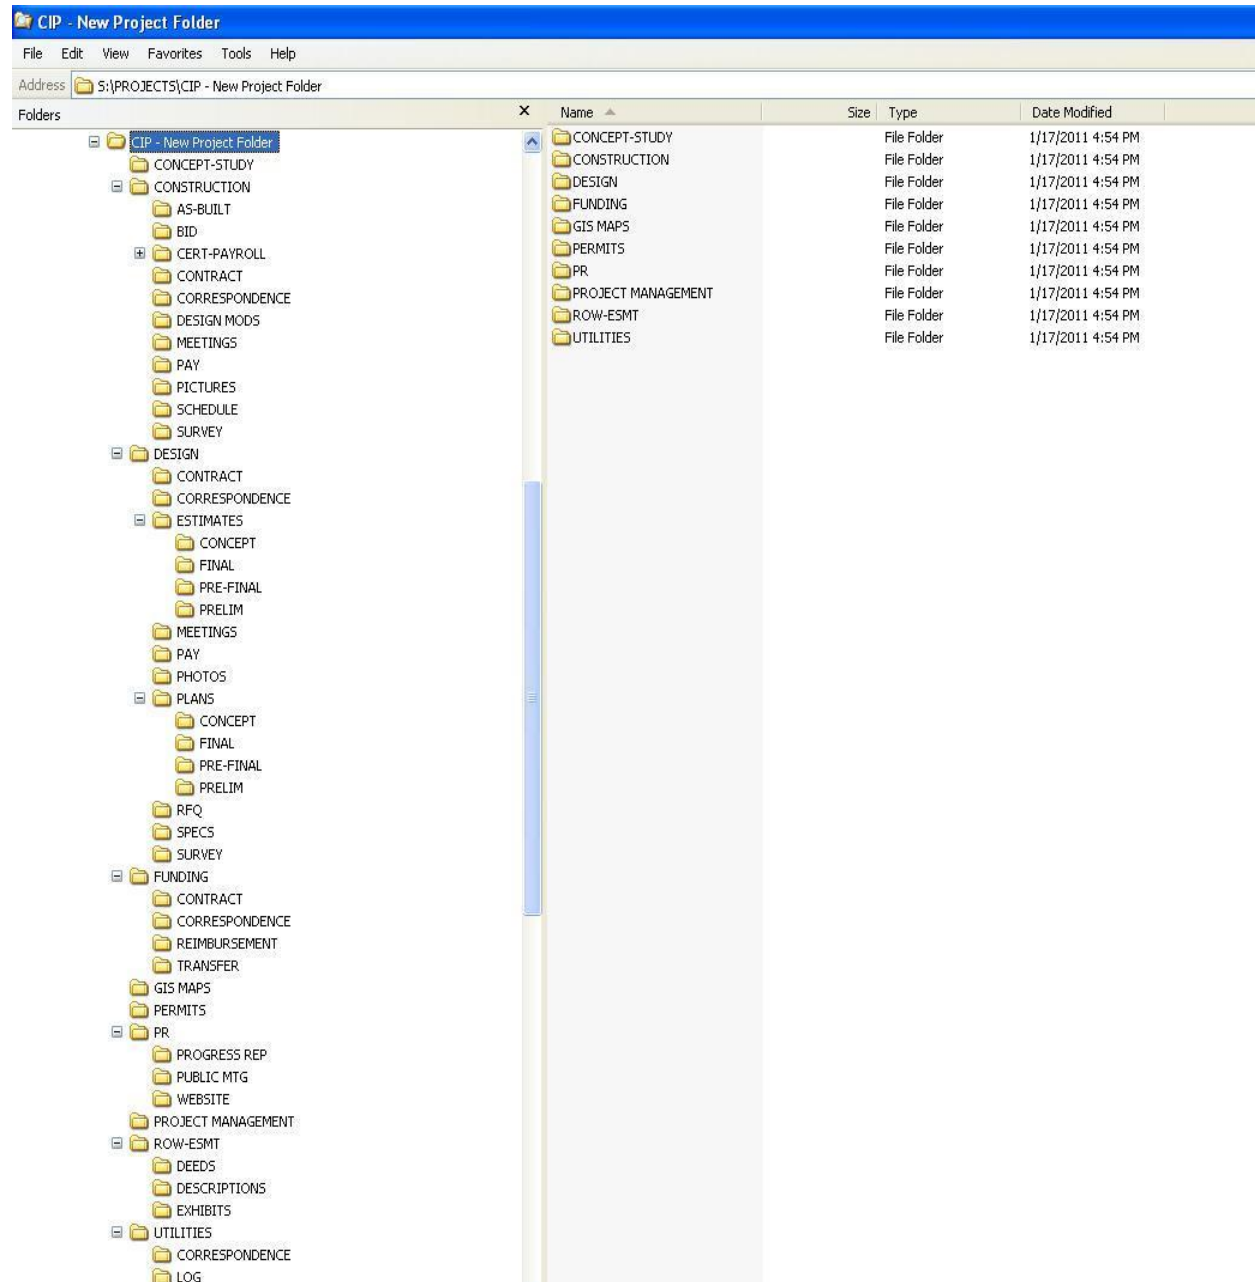 CIP - New Project Folder
File Edit View Favorites Tools Help
Address S:\PROJECTS\CIP - New Project Folder
Folders X
CIP - New Project Folder
CONCEPT-STUDY
CONSTRUCTION
AS-BUILT
BID
CERT-PAYROLL
CONTRACT
CORRESPONDENCE
DESIGN MODS
MEETINGS
PAY
PICTURES
SCHEDULE
SURVEY
DESIGN
CONTRACT
CORRESPONDENCE
ESTIMATES
CONCEPT
FINAL
PRE-FINAL
PRELIM
MEETINGS
PAY
PHOTOS
PLANS
CONCEPT
FINAL
PRE-FINAL
PRELIM
RFQ
SPECS
SURVEY
FUNDING
CONTRACT
CORRESPONDENCE
REIMBURSEMENT
TRANSFER
GIS MAPS
PERMITS
PR
PROGRESS REP
PUBLIC MTG
WEBSITE
PROJECT MANAGEMENT
ROW-ESMT
DEEDS
DESCRIPTIONS
EXHIBITS
UTILITIES
CORRESPONDENCE
LOG
Name Size Type Date Modified
CONCEPT-STUDY File Folder 1/17/2011 4:54 PM
CONSTRUCTION File Folder 1/17/2011 4:54 PM
DESIGN File Folder 1/17/2011 4:54 PM
FUNDING File Folder 1/17/2011 4:54 PM
GIS MAPS File Folder 1/17/2011 4:54 PM
PERMITS File Folder 1/17/2011 4:54 PM
PR File Folder 1/17/2011 4:54 PM
PROJECT MANAGEMENT File Folder 1/17/2011 4:54 PM
ROW-ESMT File Folder 1/17/2011 4:54 PM
UTILITIES File Folder 1/17/2011 4:54 PM